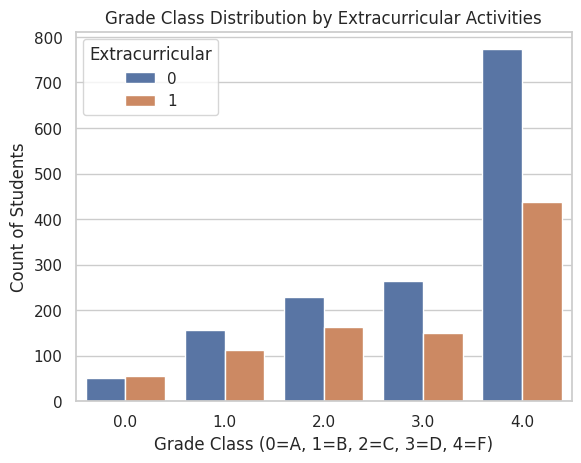 Grade Class Distribution by Extracurricular Activities
Extracurricular
0
1
800
700
600
500
400
300
200
100
0
Count of Students
0.0 1.0 2.0 3.0 4.0
Grade Class (0=A, 1=B, 2=C, 3=D, 4=F)